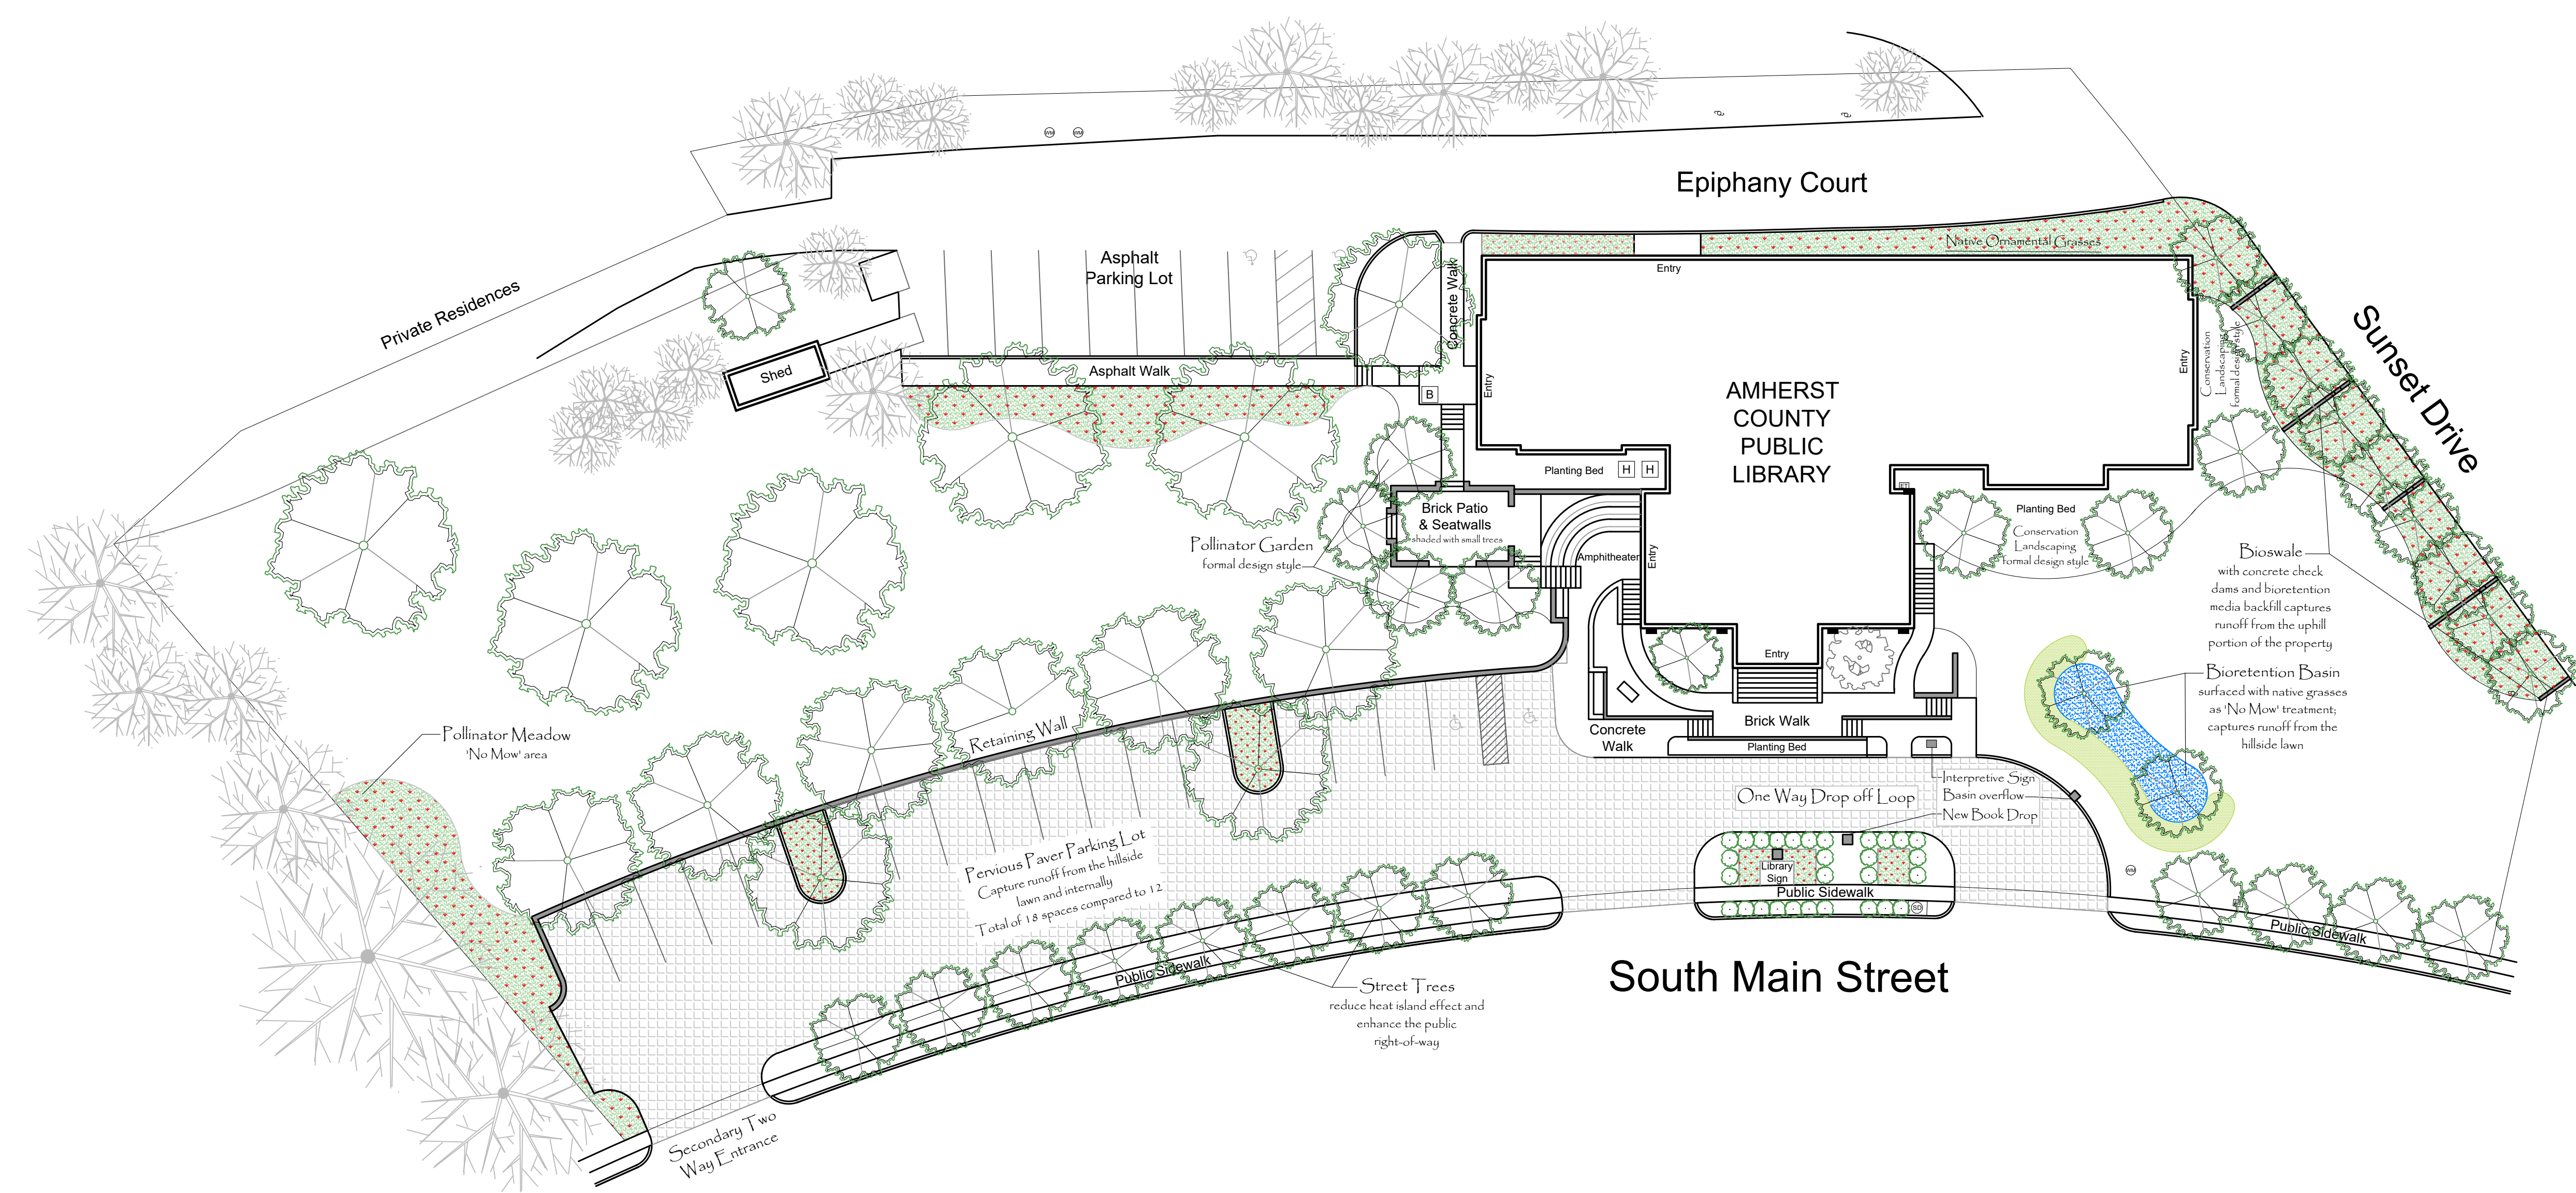 Epiphany Court
WM
WM
Native Ornamental Grasses
Asphalt
Parking Lot
Entry
Concrete Walk
Private Residences
Sunset Drive
Shed
Asphalt Walk
B
Entry
Entry
Conservation
Landscaping
formal design style
AMHERST
COUNTY
PUBLIC
LIBRARY
Planting Bed
H
H
Brick Patio
& Seatwalls
shaded with small trees
Planting Bed
Conservation
Landscaping
formal design style
Pollinator Garden
formal design style
Amphitheater
Entry
Bioswale
with concrete check
dams and bioretention
media backfill captures
runoff from the uphill
portion of the property
Entry
Bioretention Basin
surfaced with native grasses
as 'No Mow' treatment;
captures runoff from the
hillside lawn
Pollinator Meadow
'No Mow' area
Retaining Wall
Brick Walk
Concrete
Walk
Planting Bed
Interpretive Sign
Basin overflow
New Book Drop
One Way Drop off Loop
Pervious Paver Parking Lot
Capture runoff from the hillside
lawn and internally
Total of 18 spaces compared to 12
Library
Sign
Public Sidewalk
SD
WM
Public Sidewalk
Public Sidewalk
South Main Street
Street Trees
reduce heat island effect and
enhance the public
right-of-way
Secondary Two
Way Entrance